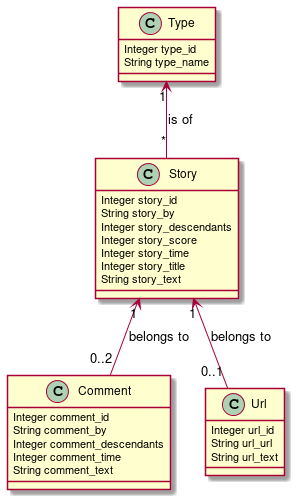 C Type
Integer type_id
String type_name
1
is of
*
C Story
Integer story_id
String story_by
Integer story_descendants
Integer story_score
Integer story_time
Integer story_title
String story_text
1
1
belongs to
belongs to
0..2
0..1
C Comment
Integer comment_id
String comment_by
Integer comment_descendants
Integer comment_time
String comment_text
C Url
Integer url_id
String url_url
String url_text